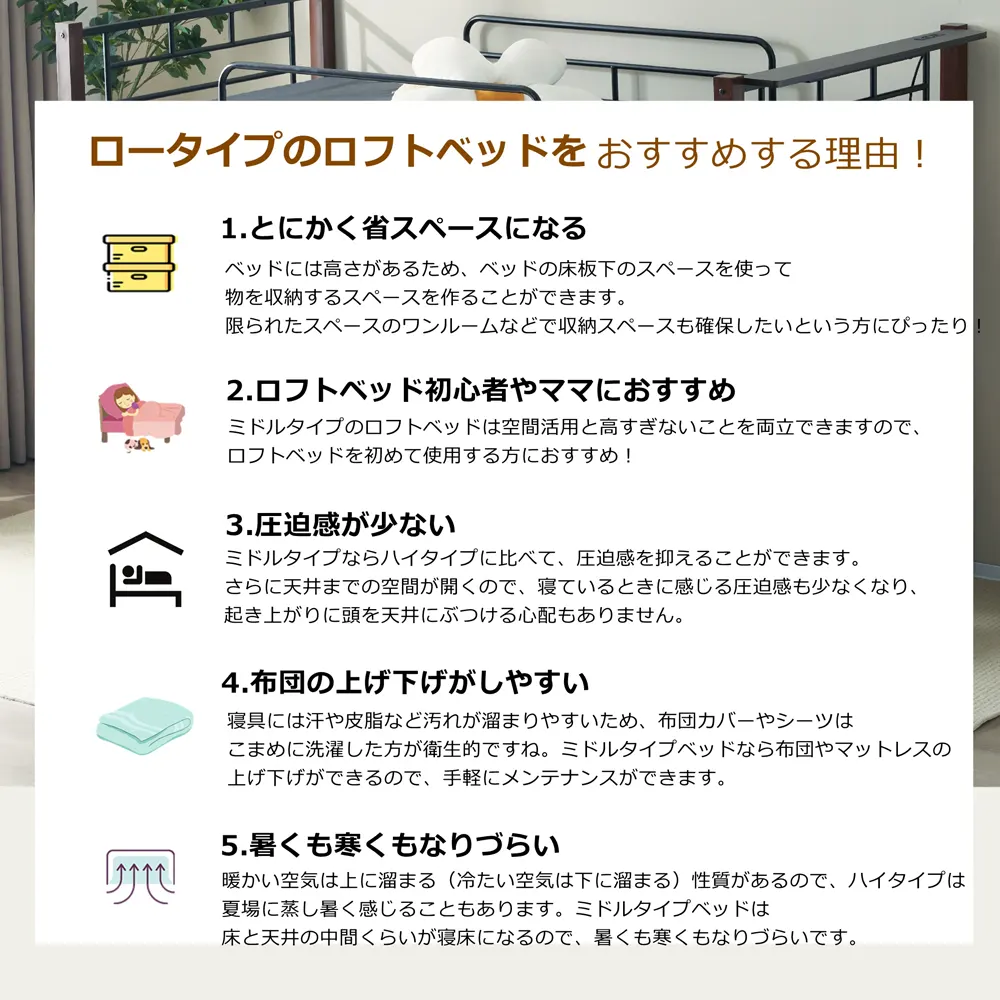 ロータイプのロフトベッドをおすすめする理由！
1.とにかく省スペースになる
ベッドには高さがあるため、ベッドの床板下のスペースを使って
物を収納するスペースを作ることができます。
限られたスペースのワンルームなどで収納スペースも確保したいという方にぴったり！
2.ロフトベッド初心者やママにおすすめ
ミドルタイプのロフトベッドは空間活用と高すぎないことを両立できますので、
ロフトベッドを初めて使用する方におすすめ！
3.圧迫感が少ない
ミドルタイプならハイタイプに比べて、圧迫感を抑えることができます。
さらに天井までの空間が開くので、寝ているときに感じる圧迫感も少なくなり、
起き上がりに頭を天井にぶつける心配もありません。
4.布団の上げ下げがしやすい
寝具には汗や皮脂など汚れが溜まりやすいため、布団カバーやシーツは
こまめに洗濯した方が衛生的ですね。ミドルタイプベッドなら布団やマットレスの
上げ下げができるので、手軽にメンテナンスができます。
5.暑くも寒くもなりづらい
暖かい空気は上に溜まる（冷たい空気は下に溜まる）性質があるので、ハイタイプは
夏場に蒸し暑く感じることもあります。ミドルタイプベッドは
床と天井の中間くらいが寝床になるので、暑くも寒くもなりづらいです。